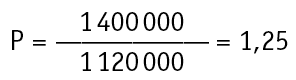 P = 1 400 000 / 1 120 000 = 1,25